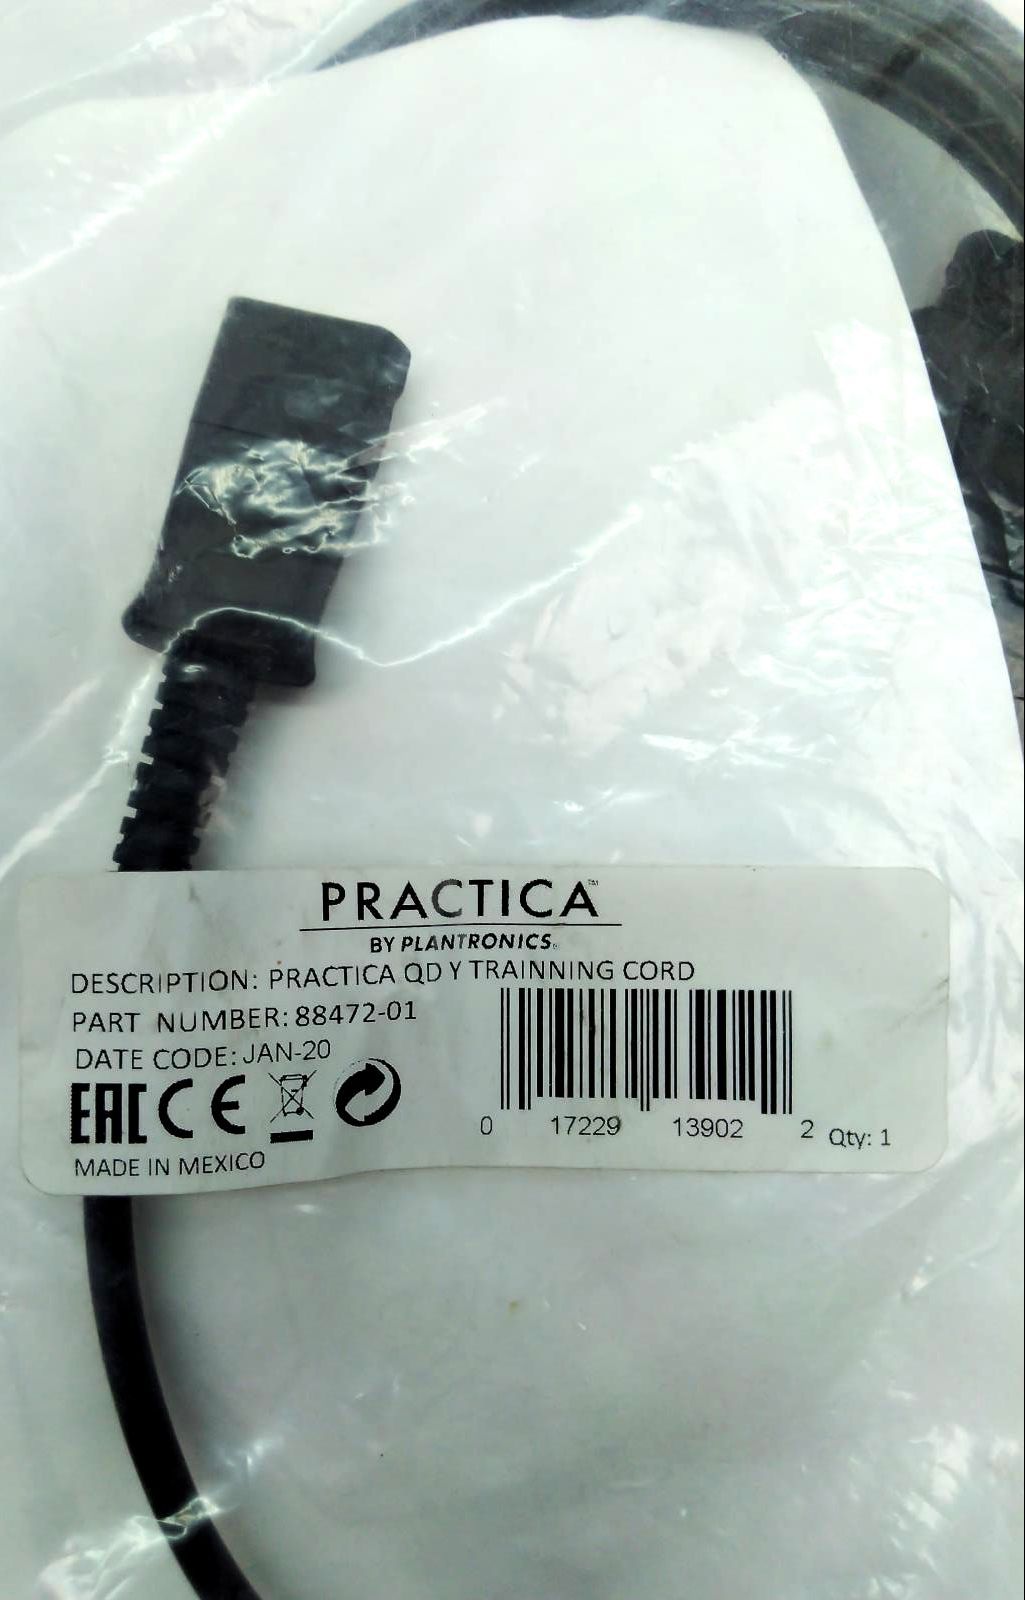 PRACTICA™
BY PLANTRONICS®
DESCRIPTION: PRACTICA QD Y TRAINNING CORD
PART NUMBER: 88472-01
DATE CODE: JAN-20
EAC CE
MADE IN MEXICO
0 17229 13902 2 Qty: 1